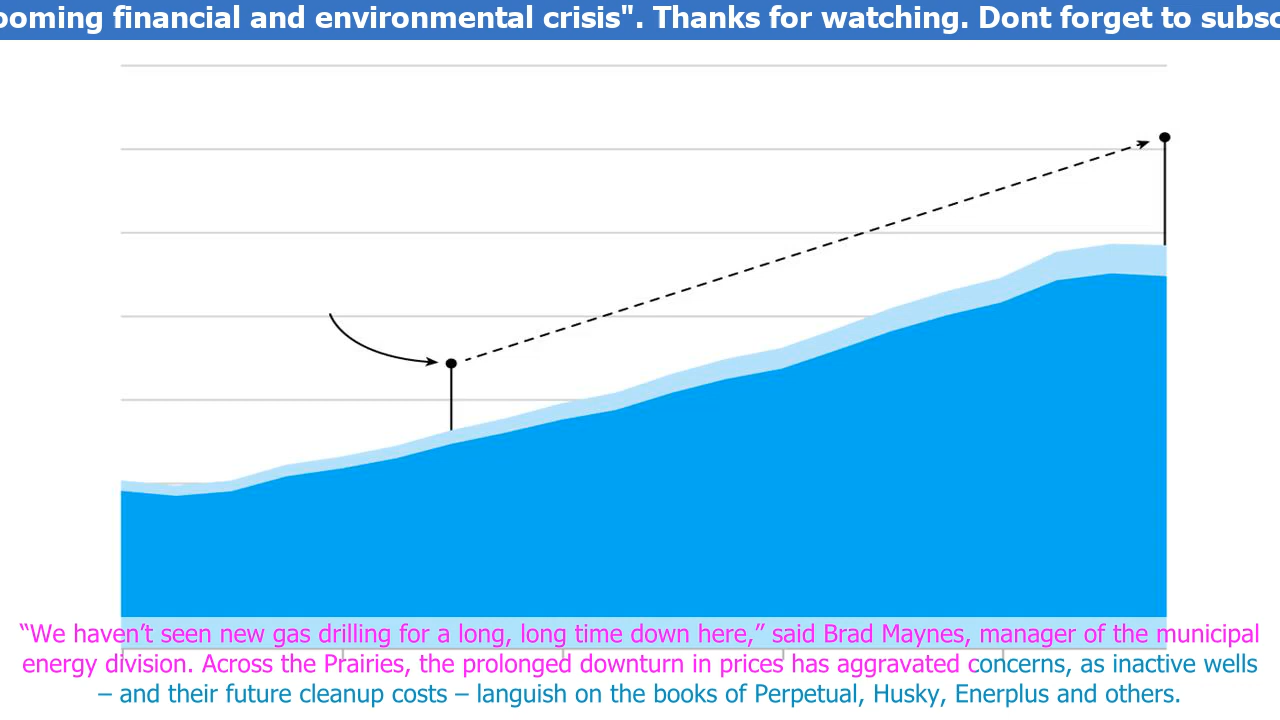 ooming financial and environmental crisis". Thanks for watching. Dont forget to subsc
“We haven’t seen new gas drilling for a long, long time down here,” said Brad Maynes, manager of the municipal
energy division. Across the Prairies, the prolonged downturn in prices has aggravated concerns, as inactive wells
– and their future cleanup costs – languish on the books of Perpetual, Husky, Enerplus and others.